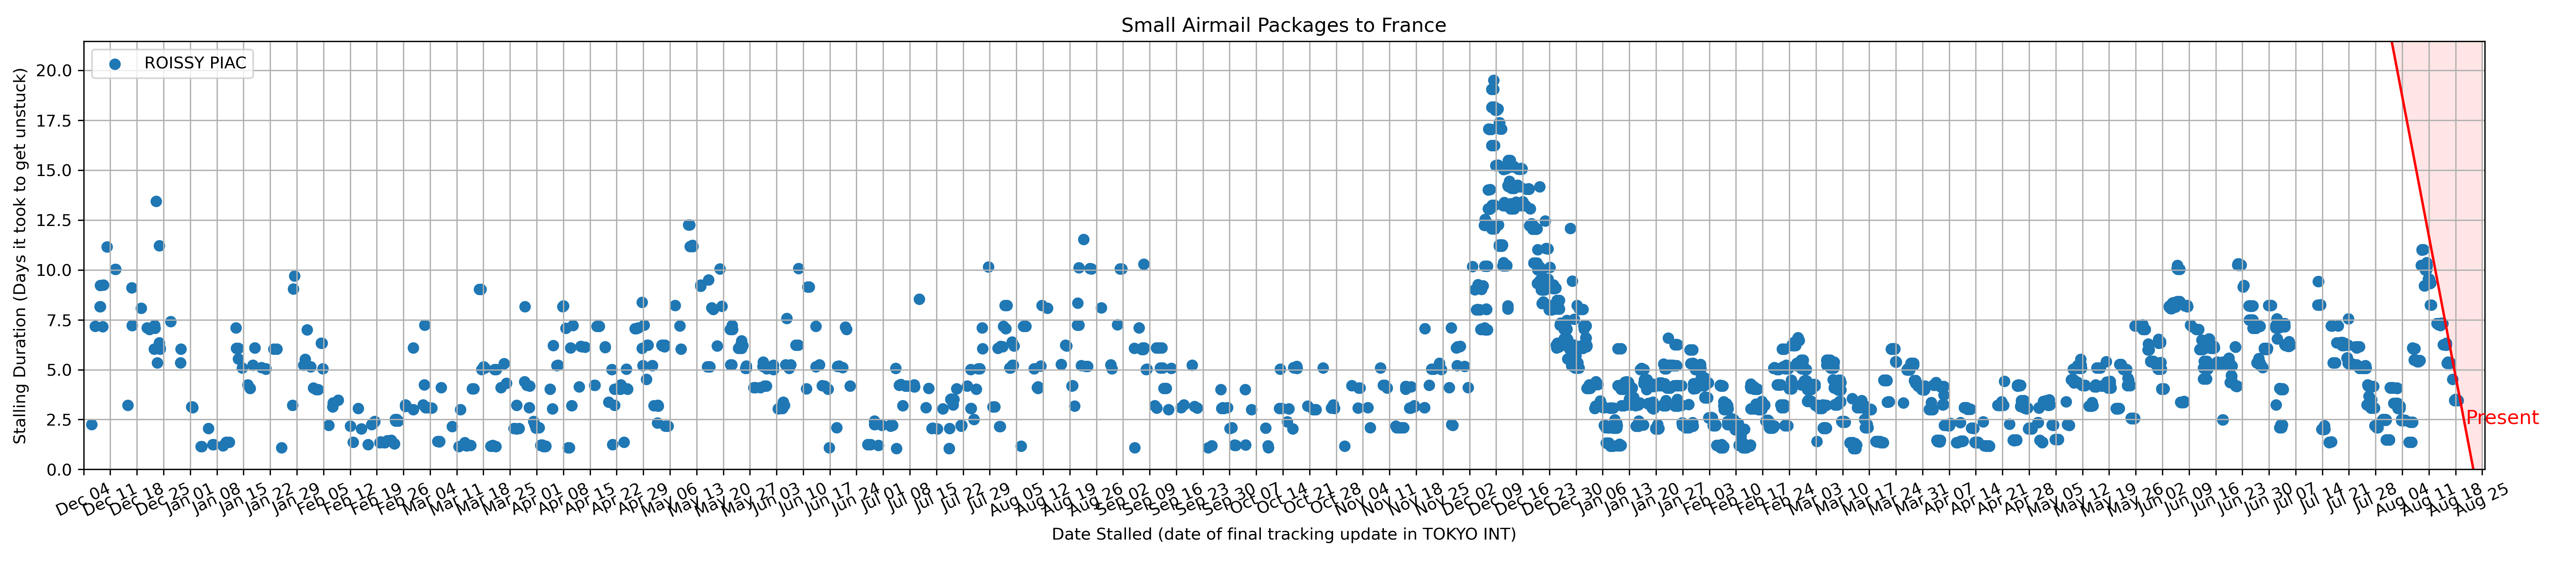 Small Airmail Packages to France
ROISSY PIAC
Stalling Duration (Days it took to get unstuck)
20.0
17.5
15.0
12.5
10.0
7.5
5.0
2.5
0.0
Present
Dec 04 Dec 11 Dec 18 Dec 25 Jan 01 Jan 08 Jan 15 Jan 22 Jan 29 Feb 05 Feb 12 Feb 19 Feb 26 Mar 04 Mar 11 Mar 18 Mar 25 Apr 01 Apr 08 Apr 15 Apr 22 Apr 29 May 06 May 13 May 20 May 27 Jun 03 Jun 10 Jun 17 Jun 24 Jul 01 Jul 08 Jul 15 Jul 22 Jul 29 Aug 05 Aug 12 Aug 19 Aug 26 Sep 02 Sep 09 Sep 16 Sep 23 Sep 30 Oct 07 Oct 14 Oct 21 Oct 28 Nov 04 Nov 11 Nov 18 Nov 25 Dec 02 Dec 09 Dec 16 Dec 23 Dec 30 Jan 06 Jan 13 Jan 20 Jan 27 Feb 03 Feb 10 Feb 17 Feb 24 Mar 03 Mar 10 Mar 17 Mar 24 Mar 31 Apr 07 Apr 14 Apr 21 Apr 28 May 05 May 12 May 19 May 26 Jun 02 Jun 09 Jun 16 Jun 23 Jun 30 Jul 07 Jul 14 Jul 21 Jul 28 Aug 04 Aug 11 Aug 18 Aug 25
Date Stalled (date of final tracking update in TOKYO INT)